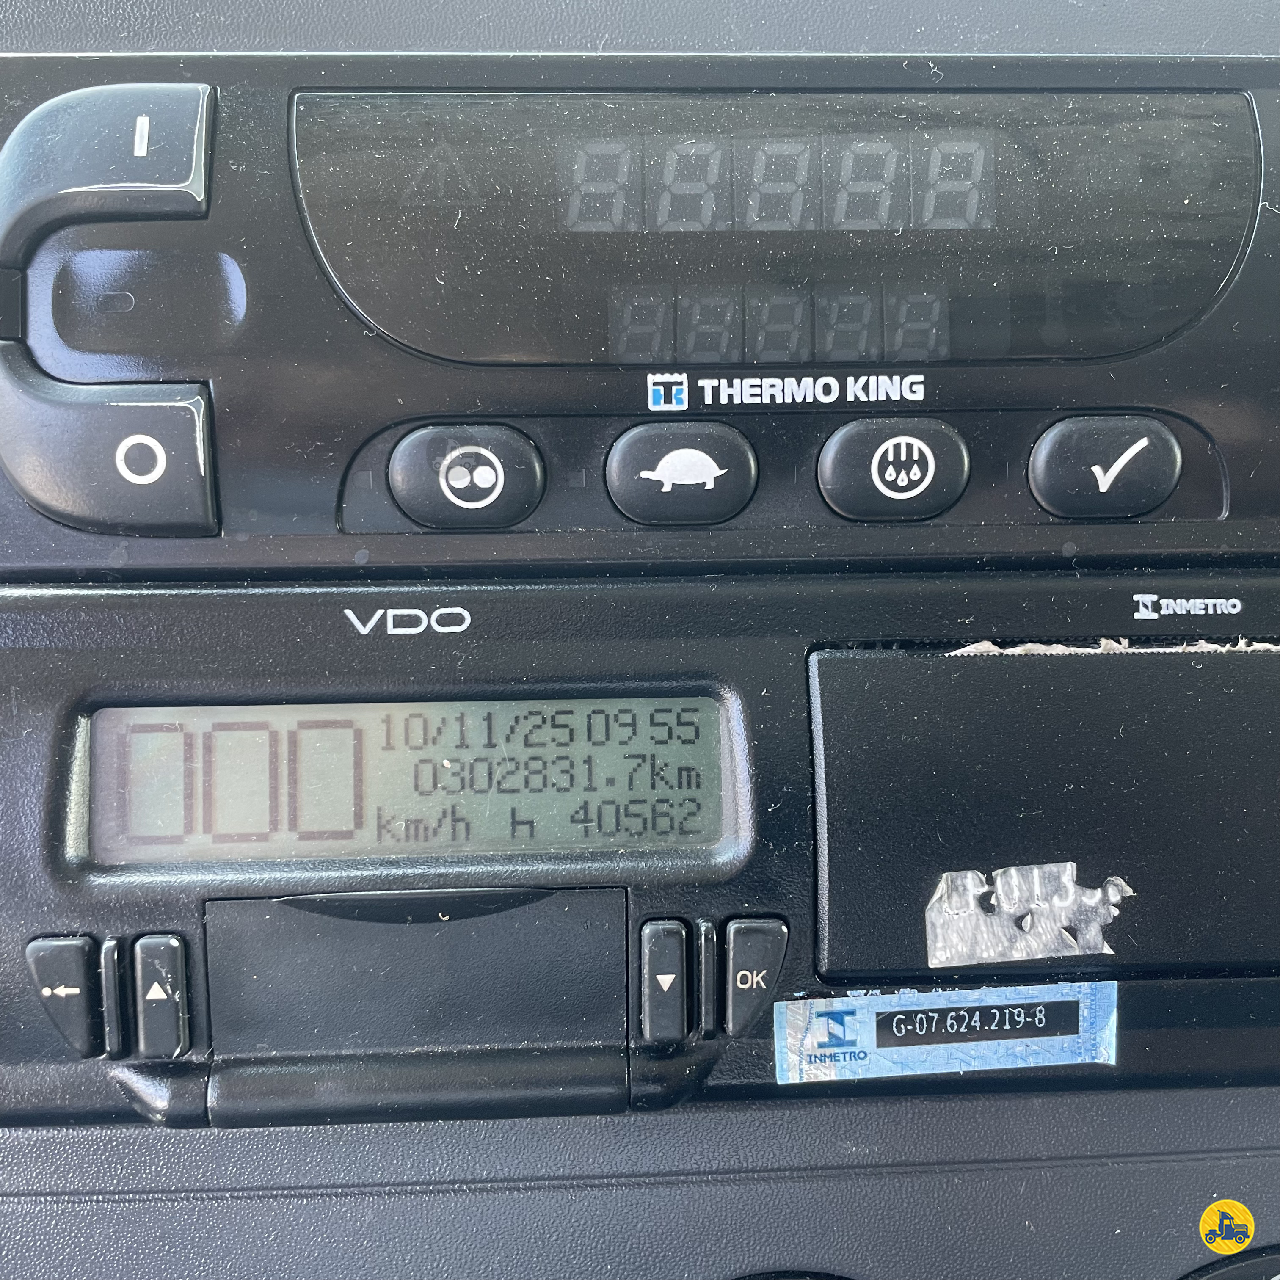 THERMO KING
VDO
INMETRO
000
10/11/25 09 55
0302831.7km
km/h h 40562
OK
G-07.624.219-8
INMETRO